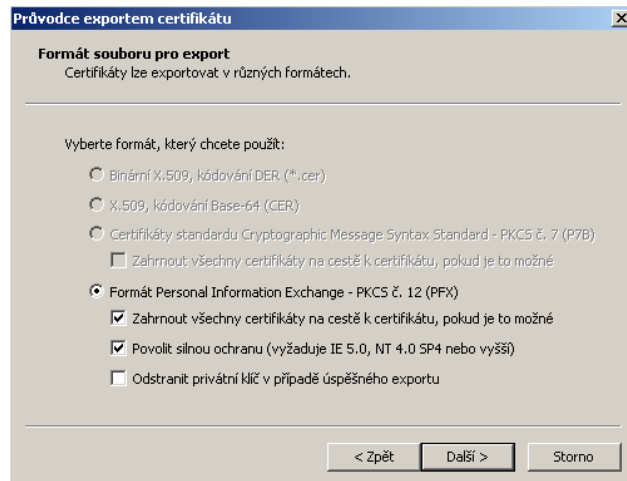 Průvodce exportem certifikátu
Formát souboru pro export
Certifikáty lze exportovat v různých formátech.
Vyberte formát, který chcete použít:
Binární X.509, kódování DER (*.cer)
X.509, kódování Base-64 (CER)
Certifikáty standardu Cryptographic Message Syntax Standard - PKCS č. 7 (P7B)
Zahrnout všechny certifikáty na cestě k certifikátu, pokud je to možné
Formát Personal Information Exchange - PKCS č. 12 (PFX)
Zahrnout všechny certifikáty na cestě k certifikátu, pokud je to možné
Povolit silnou ochranu (vyžaduje IE 5.0, NT 4.0 SP4 nebo vyšší)
Odstranit privátní klíč v případě úspěšného exportu
< Zpět Další > Storno